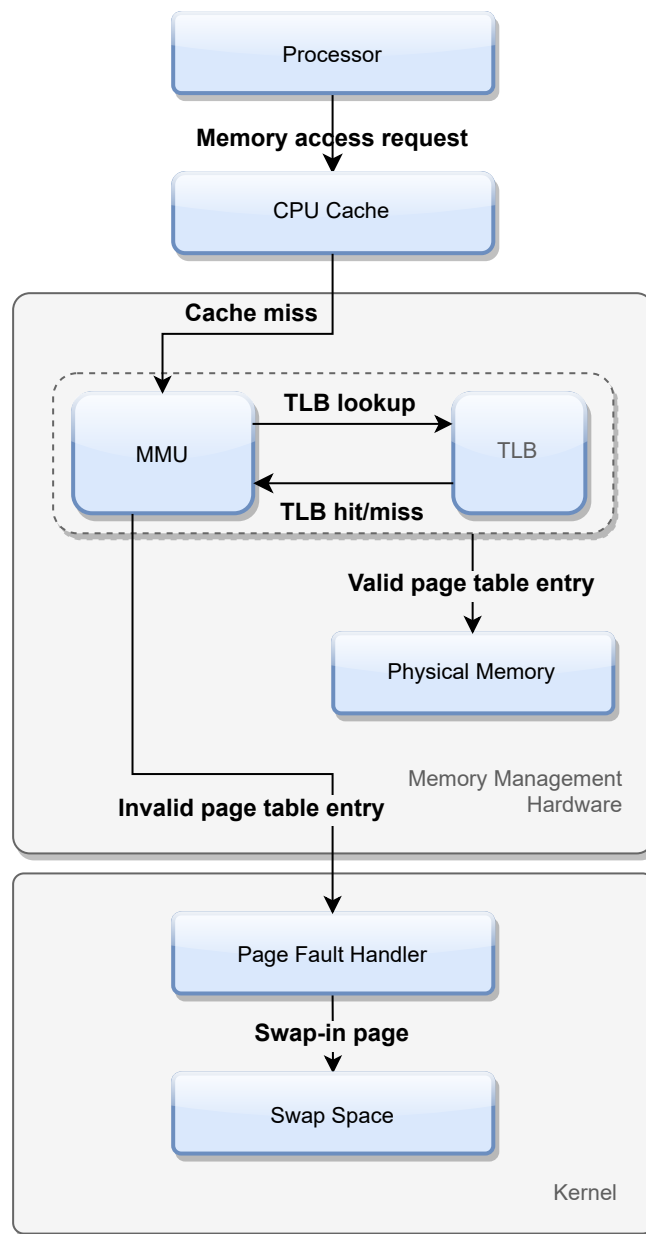 Processor
Memory access request
CPU Cache
Cache miss
MMU
TLB lookup
TLB
TLB hit/miss
Valid page table entry
Physical Memory
Memory Management
Hardware
Invalid page table entry
Page Fault Handler
Swap-in page
Swap Space
Kernel